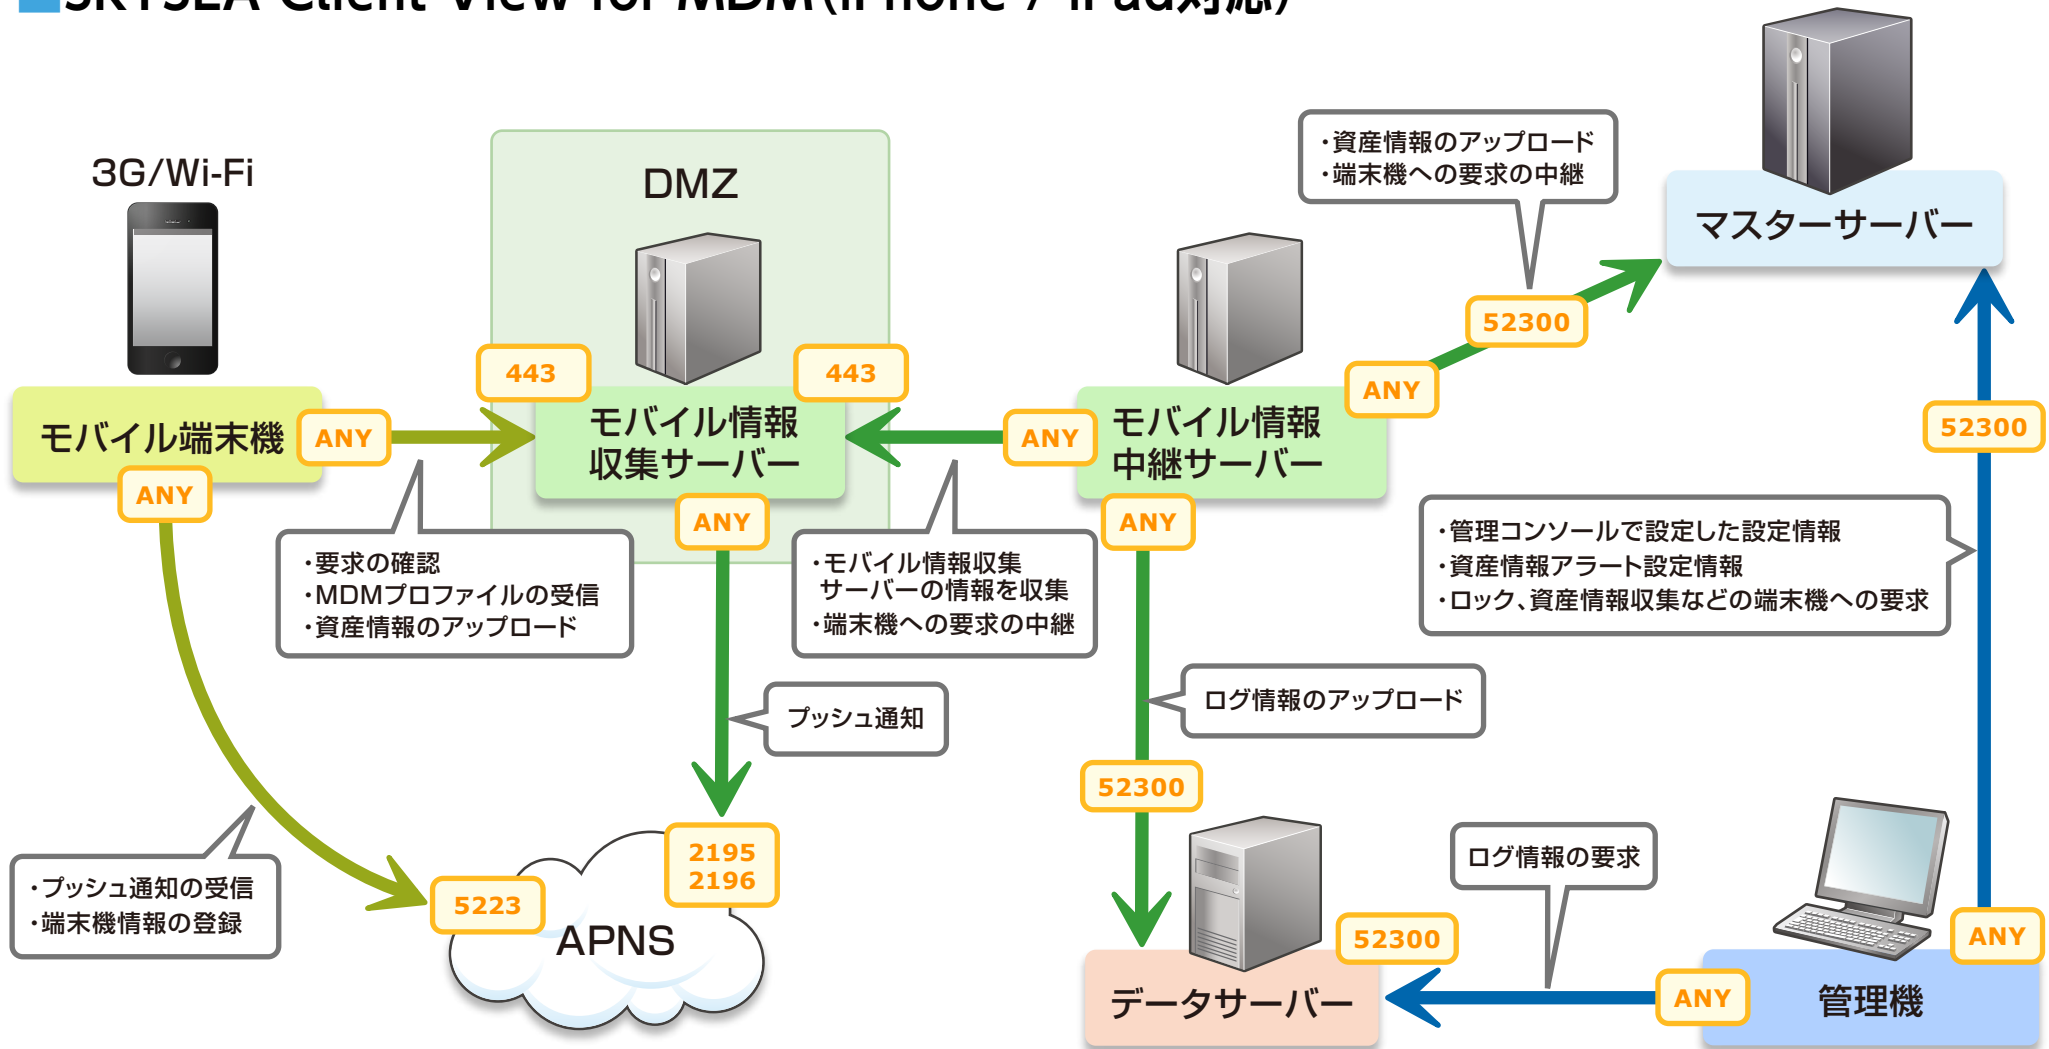 ■SKYSEA Client View for MDM(iPhone / iPad対応)
3G/Wi-Fi
モバイル端末機
ANY
ANY
・要求の確認
・MDMプロファイルの受信
・資産情報のアップロード
・プッシュ通知の受信
・端末機情報の登録
DMZ
443
443
モバイル情報
収集サーバー
ANY
プッシュ通知
2195
2196
5223
APNS
・モバイル情報収集
サーバーの情報を収集
・端末機への要求の中継
ANY
モバイル情報
中継サーバー
ANY
ANY
・資産情報のアップロード
・端末機への要求の中継
52300
マスターサーバー
52300
・管理コンソールで設定した設定情報
・資産情報アラート設定情報
・ロック、資産情報収集などの端末機への要求
ログ情報のアップロード
52300
データサーバー
52300
ログ情報の要求
ANY
ANY
管理機